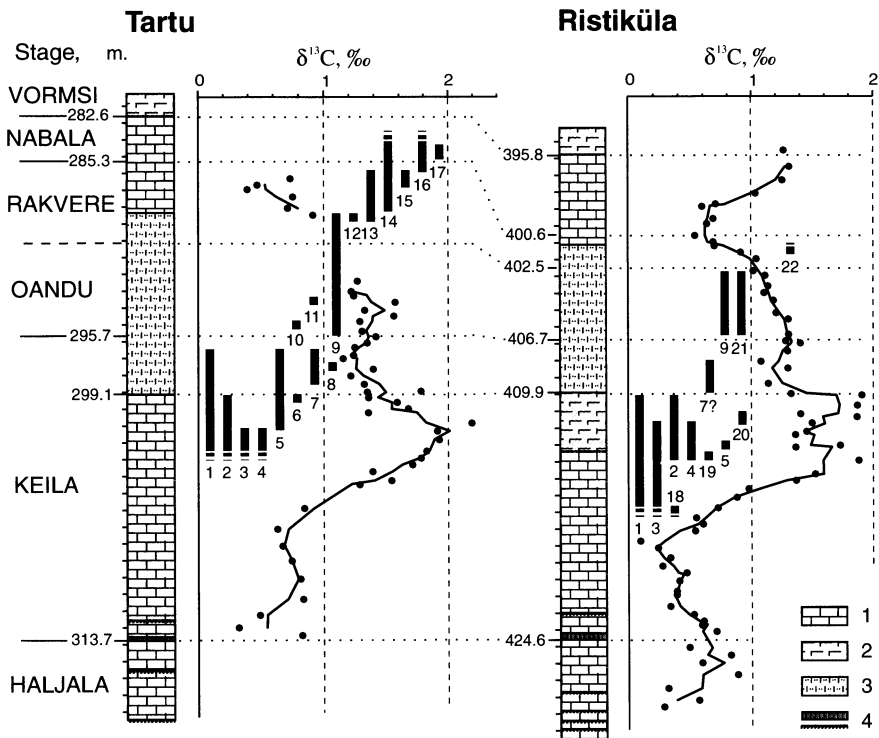 Tartu
Ristiküla
Stage, m.
δ¹³C, ‰
δ¹³C, ‰
0 1 2
0 1 2
VORMSI
282.6
NABALA
285.3
RAKVERE
OANDU
295.7
299.1
KEILA
313.7
HALJALA
395.8
400.6
402.5
406.7
409.9
424.6
17
16
15
14
13
12
11
10
9
8
7
6
5
1 2 3 4
22
9 21
7?
20
2 4 19 5
18
1 3
1
2
3
4